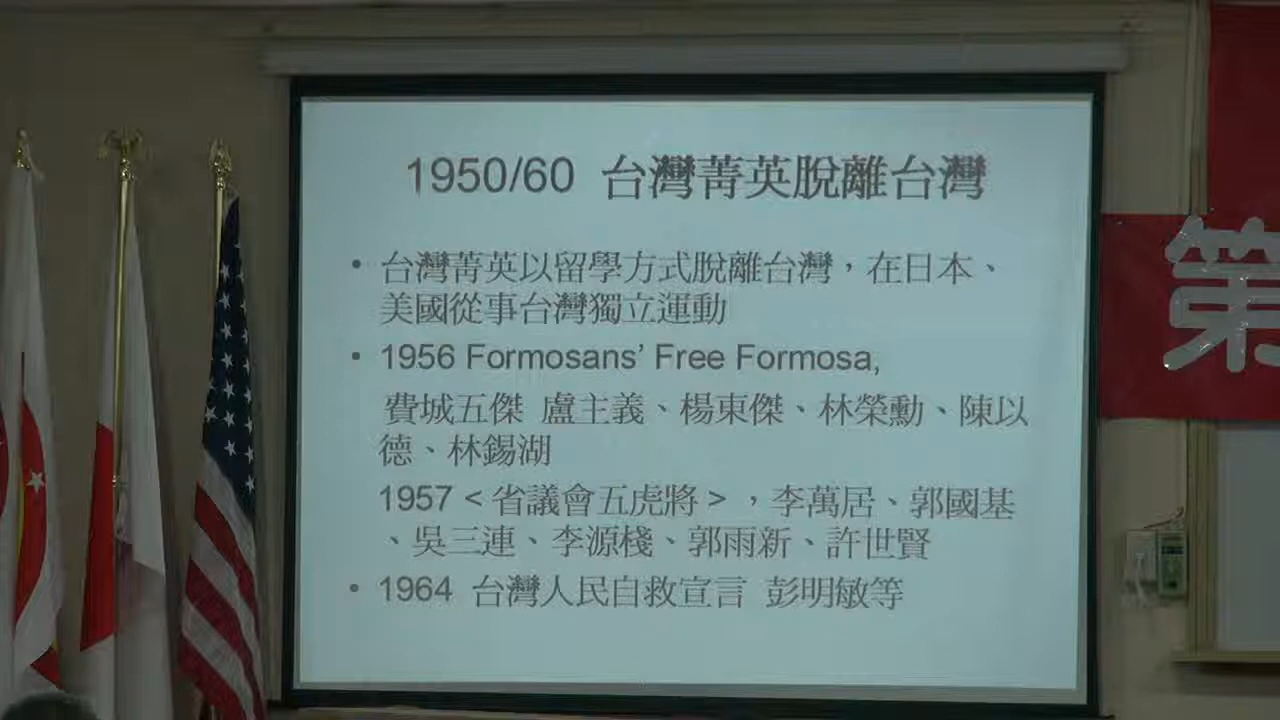 1950/60 台灣菁英脫離台灣
• 台灣菁英以留學方式脫離台灣，在日本、
美國從事台灣獨立運動
• 1956 Formosans’ Free Formosa,
費城五傑 盧主義、楊東傑、林榮勳、陳以
德、林錫湖
1957 < 省議會五虎將 > ，李萬居、郭國基
、吳三連、李源棧、郭雨新、許世賢
• 1964 台灣人民自救宣言 彭明敏等
第